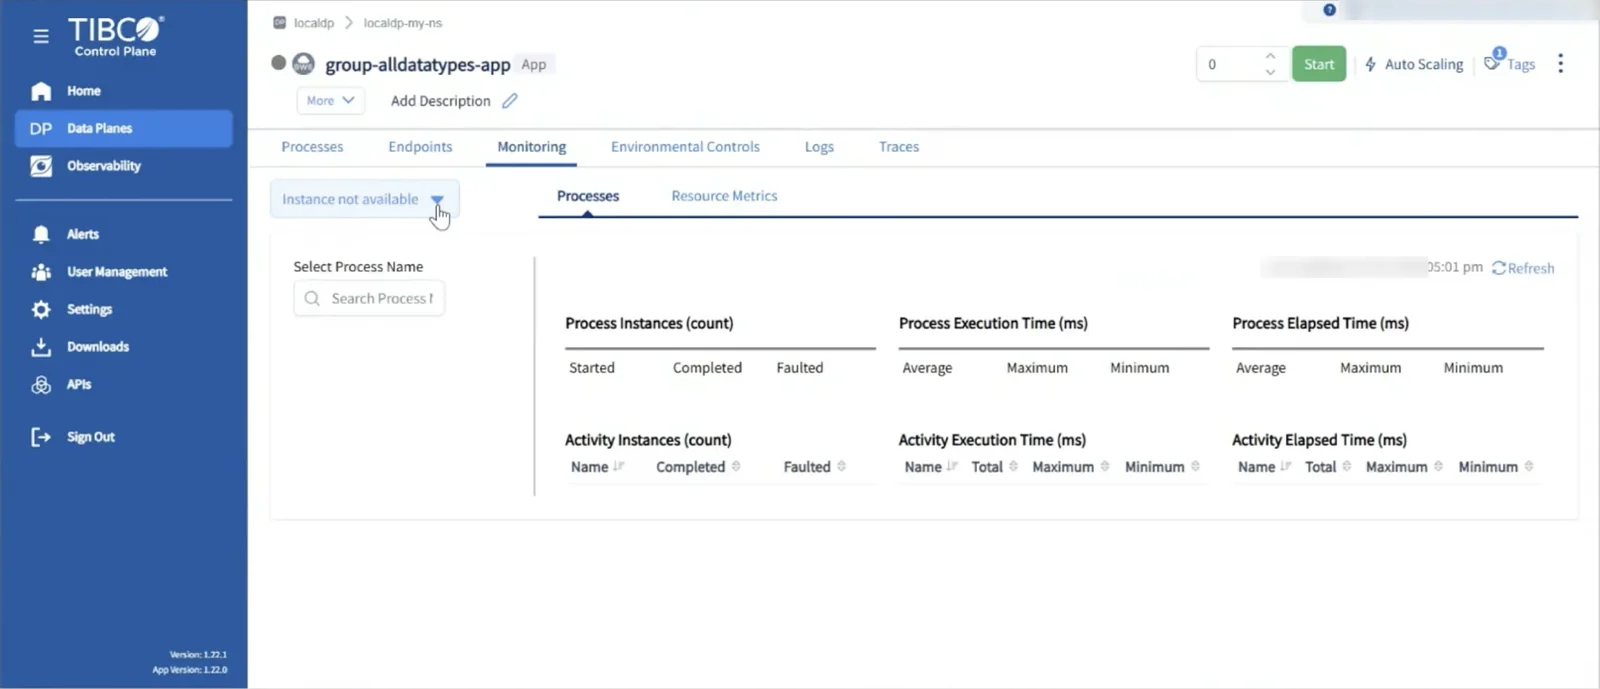 TIBCO®
Control Plane
Home
DP Data Planes
Observability
Alerts
User Management
Settings
Downloads
APIs
Sign Out
Version: 1.22.1
App Version: 1.22.0
DP localdp > localdp-my-ns
?
group-alldatatypes-app App
0 Start Auto Scaling 1 Tags
More Add Description
Processes Endpoints Monitoring Environmental Controls Logs Traces
Instance not available
Processes Resource Metrics
Select Process Name
Search Process
05:01 pm Refresh
Process Instances (count) Process Execution Time (ms) Process Elapsed Time (ms)
Started Completed Faulted Average Maximum Minimum Average Maximum Minimum
Activity Instances (count) Activity Execution Time (ms) Activity Elapsed Time (ms)
Name Completed Faulted Name Total Maximum Minimum Name Total Maximum Minimum